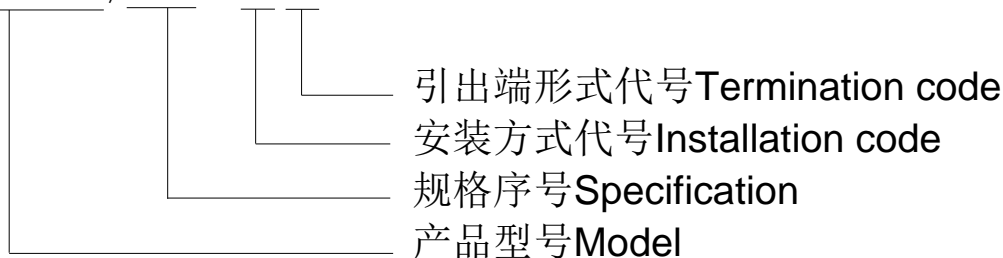 引出端形式代号Termination code
安装方式代号Installation code
规格序号Specification
产品型号Model